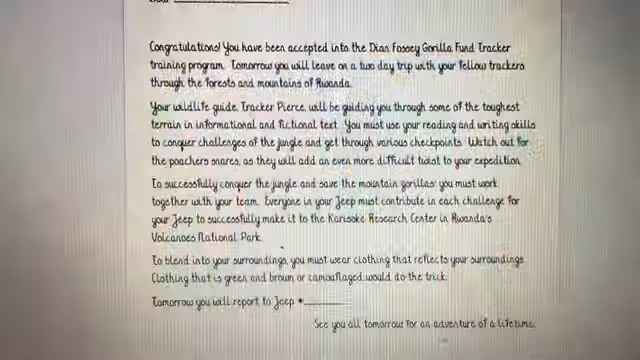 Congratulations! You have been accepted into the Dian Fossey Gorilla Fund Tracker
training program. Tomorrow you will leave on a two day trip with your fellow trackers
through the forests and mountains of Rwanda.
Your wildlife guide, Tracker Pierce, will be guiding you through some of the toughest
terrain in informational and fictional text. You must use your reading and writing skills
to conquer challenges of the jungle and get through various checkpoints. Watch out for
the poachers snares, as they will add an even more difficult twist to your expedition.
To successfully conquer the jungle and save the mountain gorillas, you must work
together with your team. Everyone in your Jeep must contribute in each challenge for
your Jeep to successfully make it to the Karisoke Research Center in Rwanda's
Volcanoes National Park.
To blend into your surroundings, you must wear clothing that reflects your surroundings.
Clothing that is green and brown or camouflaged would do the trick.
Tomorrow you will report to Jeep #
See you all tomorrow for an adventure of a lifetime,